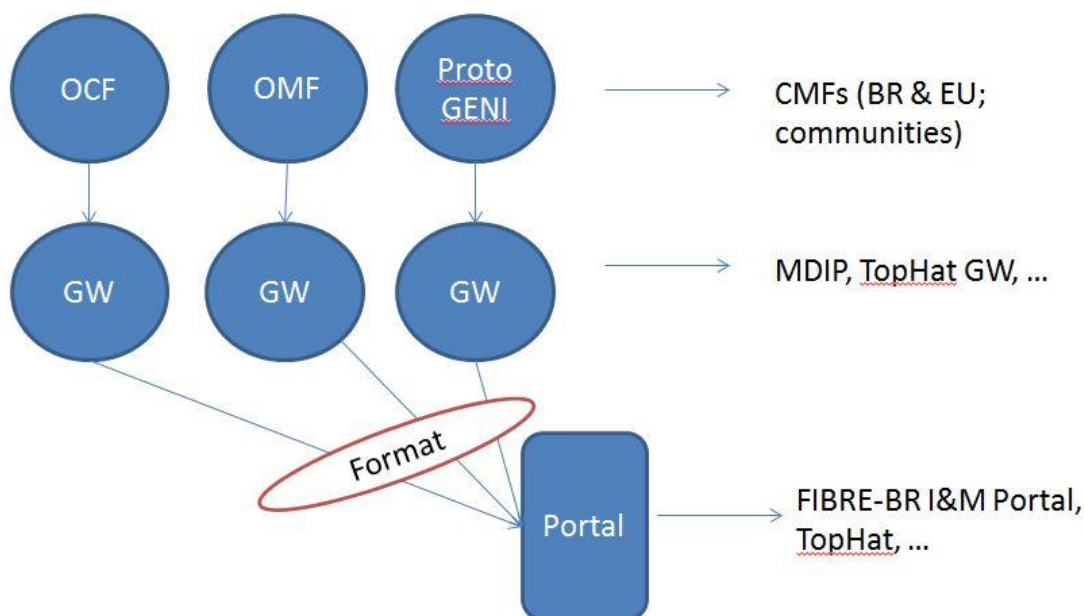 OCF
OMF
Proto
GENI
CMFs (BR & EU;
communities)
GW
GW
GW
MDIP, TopHat GW, ...
Format
Portal
FIBRE-BR I&M Portal,
TopHat, ...